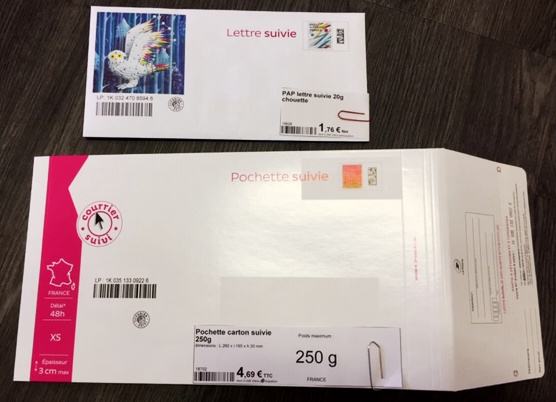 Lettre suivie
LP : 1K 032 470 8594 6
PAP lettre suivie 20g
chouette
1,76 € Net
Pochette suivie
courrier
suivi
LP : 1K 035 133 0922 6
FRANCE
Délai*
48h
XS
Épaisseur
3 cm max
Pochette carton suivie
250g
Poids maximum
250 g
4,69 € TTC
FRANCE